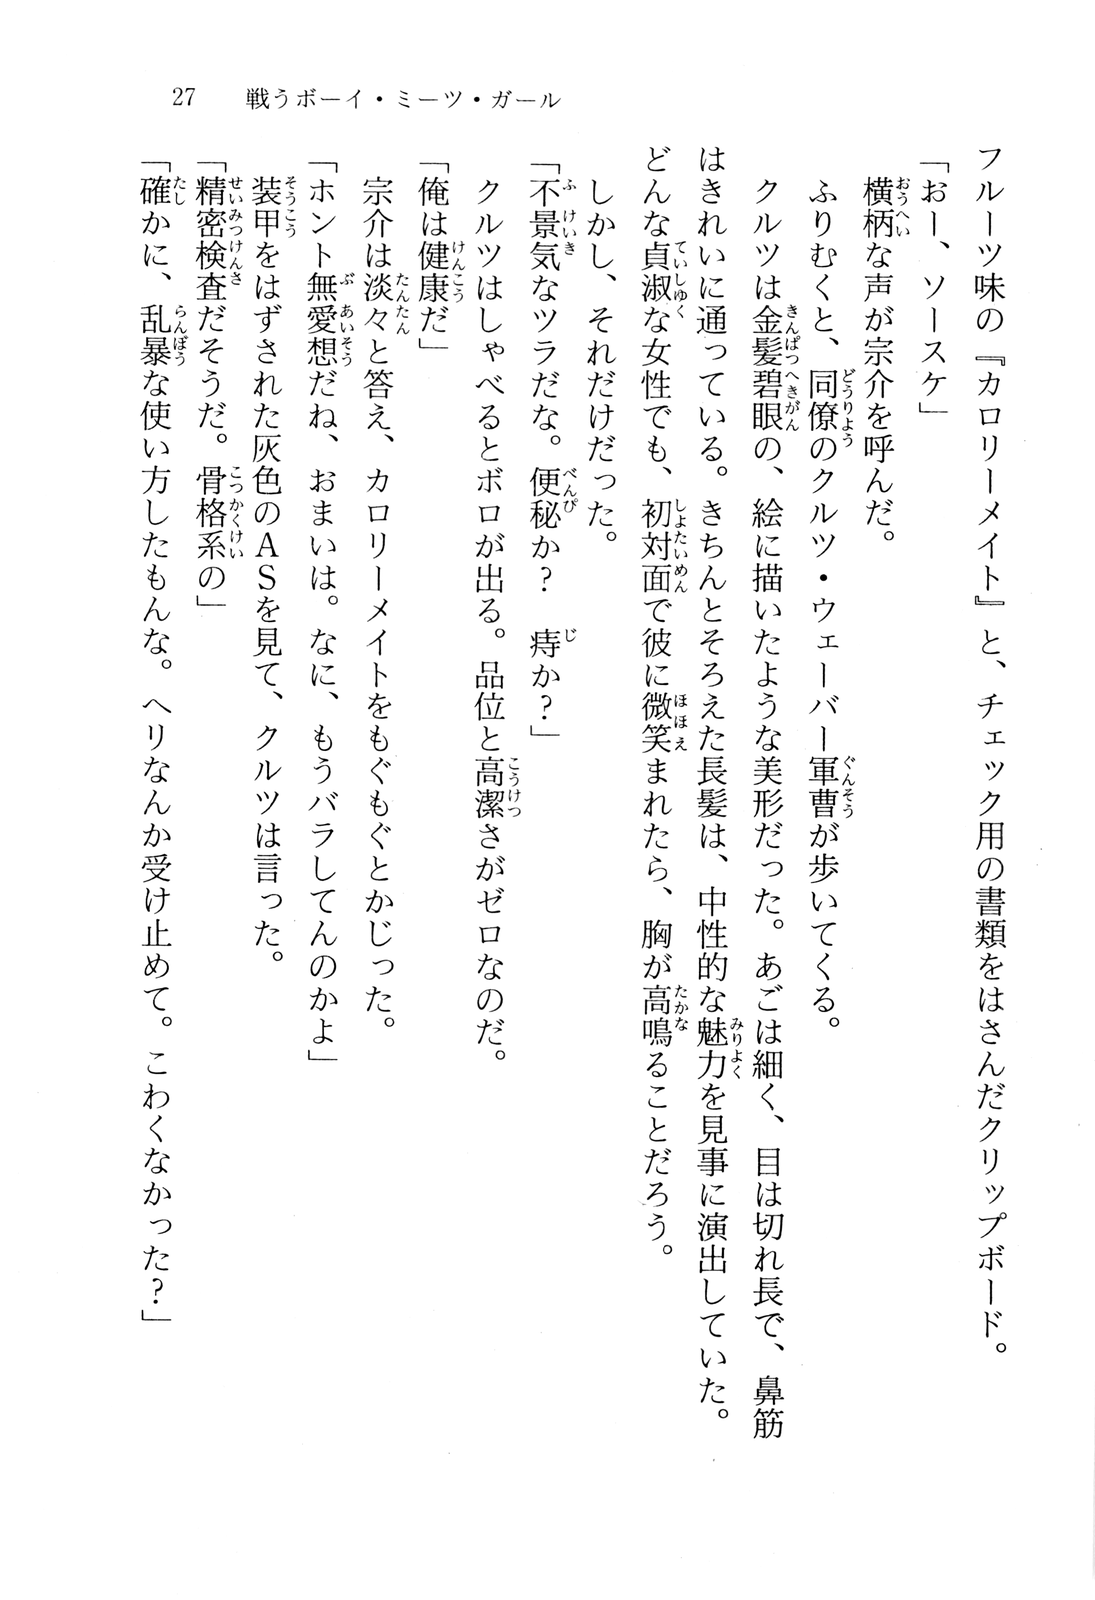 27　戦うボーイ・ミーツ・ガール
フルーツ味の『カロリーメイト』と、チェック用の書類をはさんだクリップボード。
「おー、ソースケ」
横柄な声が宗介を呼んだ。
ふりむくと、同僚のクルツ・ウェーバー軍曹が歩いてくる。
クルツは金髪碧眼の、絵に描いたような美形だった。あごは細く、目は切れ長で、鼻筋
はきれいに通っている。きちんとそろえた長髪は、中性的な魅力を見事に演出していた。
どんな貞淑な女性でも、初対面で彼に微笑まれたら、胸が高鳴ることだろう。
しかし、それだけだった。
「不景気なツラだな。便秘か？　痔か？」
クルツはしゃべるとボロが出る。品位と高潔さがゼロなのだ。
「俺は健康だ」
宗介は淡々と答え、カロリーメイトをもぐもぐとかじった。
「ホント無愛想だね、おまいは。なに、もうバラしてんのかよ」
装甲をはずされた灰色のＡＳを見て、クルツは言った。
「精密検査だそうだ。骨格系の」
「確かに、乱暴な使い方したもんな。ヘリなんか受け止めて。こわくなかった？」